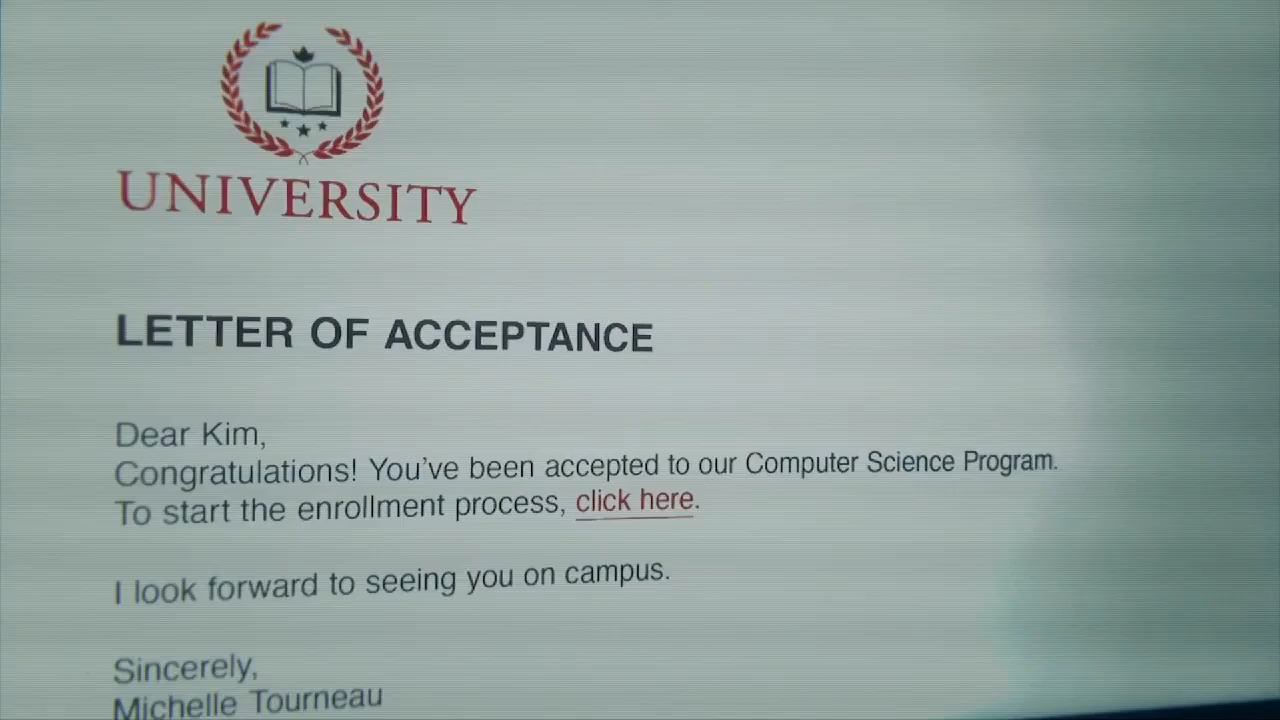 UNIVERSITY
LETTER OF ACCEPTANCE
Dear Kim,
Congratulations! You've been accepted to our Computer Science Program.
To start the enrollment process, click here.
I look forward to seeing you on campus.
Sincerely,
Michelle Tourneau